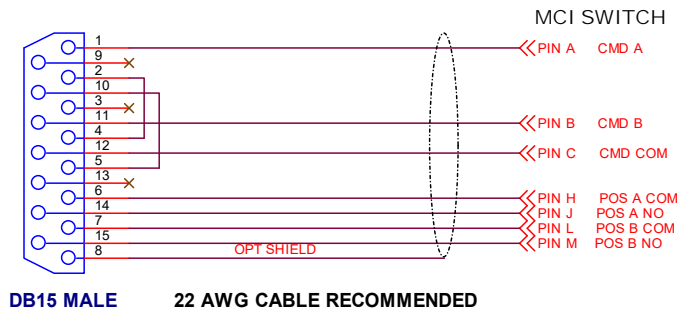 MCI SWITCH
1
PIN A CMD A
9
2
10
3
11
PIN B CMD B
4
12
PIN C CMD COM
5
13
6
PIN H POS A COM
14
PIN J POS A NO
7
PIN L POS B COM
15
PIN M POS B NO
8
OPT SHIELD
DB15 MALE 22 AWG CABLE RECOMMENDED